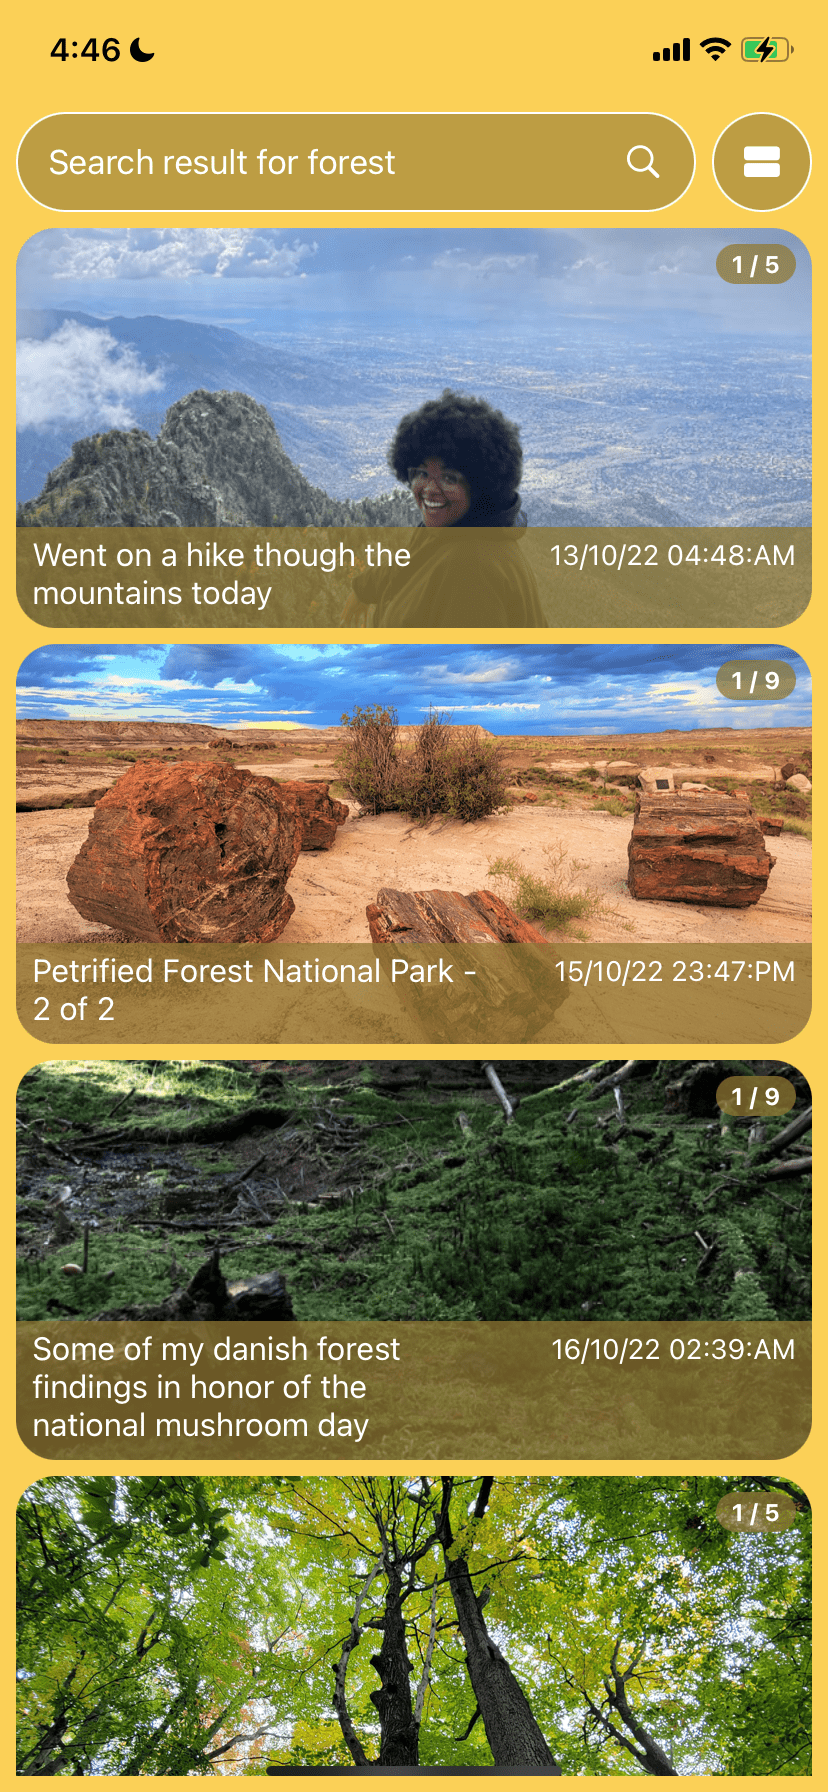 4:46
Search result for forest
1 / 5
Went on a hike though the
mountains today
13/10/22 04:48:AM
1 / 9
Petrified Forest National Park -
2 of 2
15/10/22 23:47:PM
1 / 9
Some of my danish forest
findings in honor of the
national mushroom day
16/10/22 02:39:AM
1 / 5